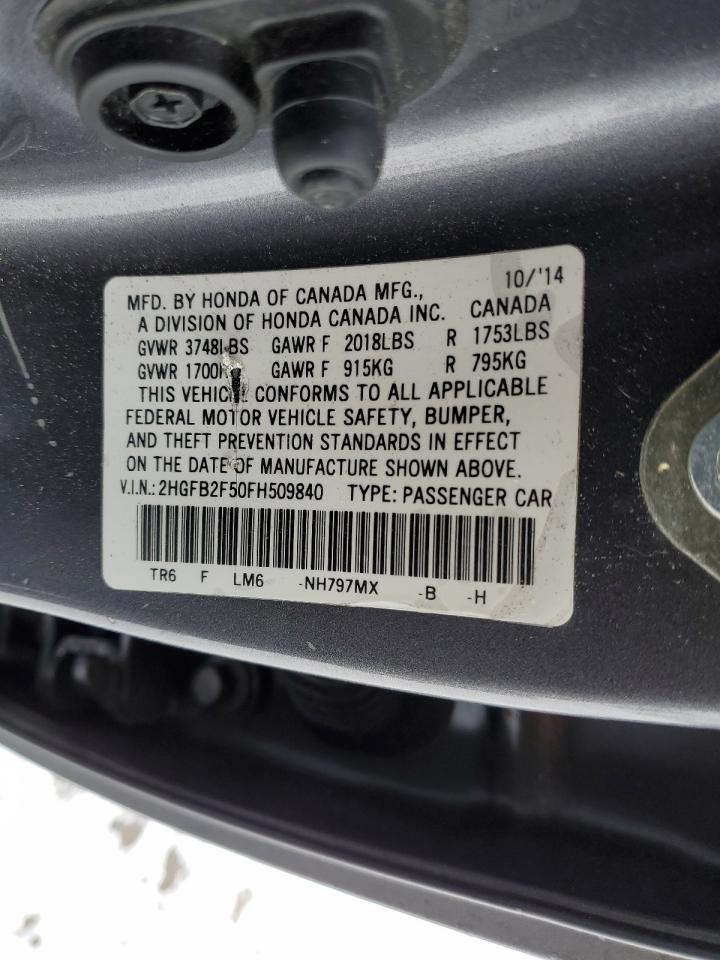 10/'14
MFD. BY HONDA OF CANADA MFG.,
A DIVISION OF HONDA CANADA INC. CANADA
GVWR 3748LBS GAWR F 2018LBS R 1753LBS
GVWR 1700 GAWR F 915KG R 795KG
THIS VEHICLE CONFORMS TO ALL APPLICABLE
FEDERAL MOTOR VEHICLE SAFETY, BUMPER,
AND THEFT PREVENTION STANDARDS IN EFFECT
ON THE DATE OF MANUFACTURE SHOWN ABOVE.
V.I.N.: 2HGFB2F50FH509840 TYPE: PASSENGER CAR
TR6 F LM6 -NH797MX -B -H